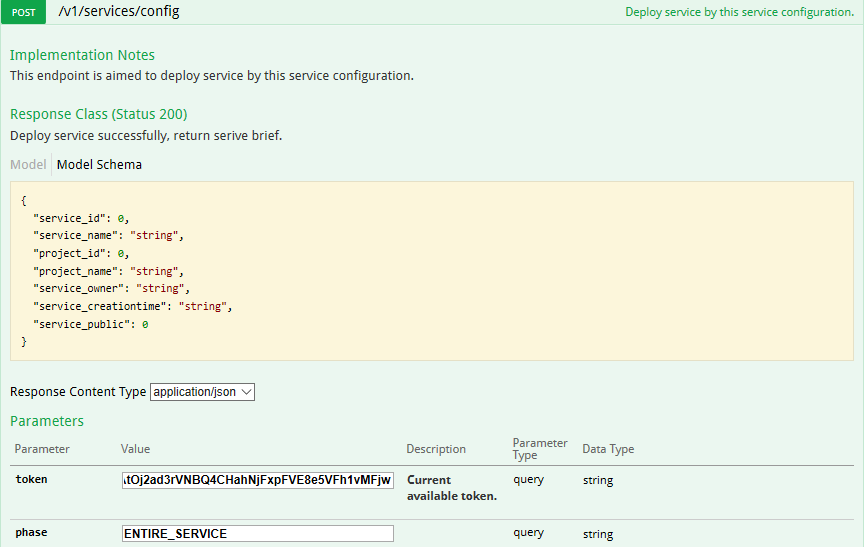 POST /v1/services/config Deploy service by this service configuration.
Implementation Notes
This endpoint is aimed to deploy service by this service configuration.
Response Class (Status 200)
Deploy service successfully, return serive brief.
Model Model Schema
{
"service_id": 0,
"service_name": "string",
"project_id": 0,
"project_name": "string",
"service_owner": "string",
"service_creationtime": "string",
"service_public": 0
}
Response Content Type application/json
Parameters
Parameter Value Description Parameter Type Data Type
token tOj2ad3rVNBQ4CHahNjFxpFVE8e5VFh1vMFjw Current available token. query string
phase ENTIRE_SERVICE query string